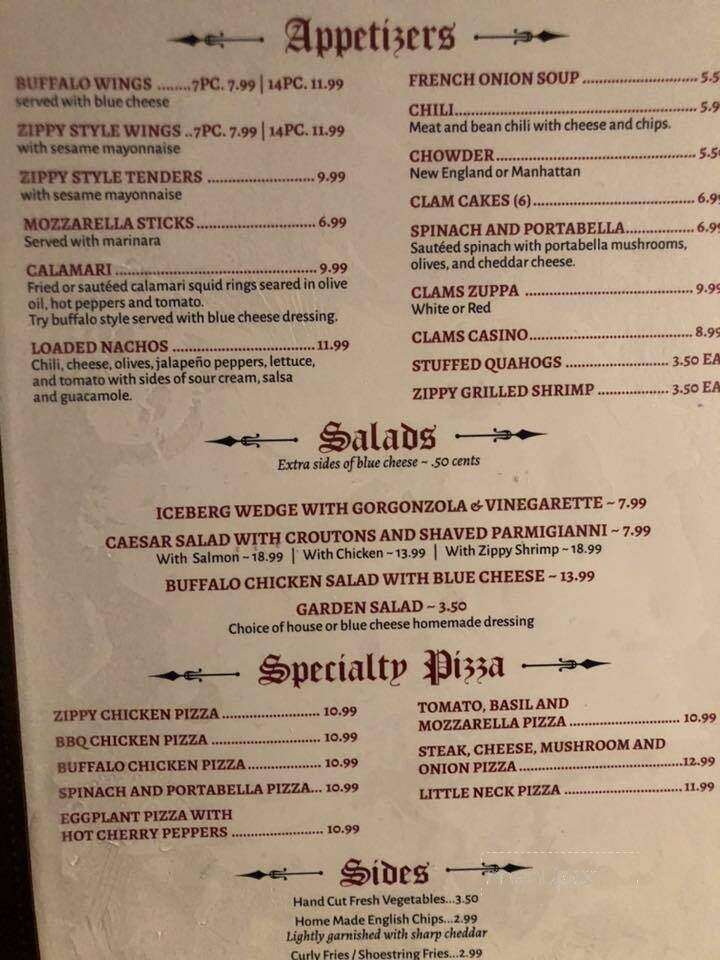 Appetizers
BUFFALO WINGS ........7PC. 7.99 | 14PC. 11.99
served with blue cheese
ZIPPY STYLE WINGS ..7PC. 7.99 | 14PC. 11.99
with sesame mayonnaise
ZIPPY STYLE TENDERS ........................ 9.99
with sesame mayonnaise
MOZZARELLA STICKS........................... 6.99
Served with marinara
CALAMARI ............................................. 9.99
Fried or sautéed calamari squid rings seared in olive
oil, hot peppers and tomato.
Try buffalo style served with blue cheese dressing.
LOADED NACHOS ................................ 11.99
Chili, cheese, olives, jalapeño peppers, lettuce,
and tomato with sides of sour cream, salsa
and guacamole.
FRENCH ONION SOUP ............................. 5.5
CHILI...................................................... 5.9
Meat and bean chili with cheese and chips.
CHOWDER............................................. 5.5
New England or Manhattan
CLAM CAKES (6).................................... 6.99
SPINACH AND PORTABELLA............... 6.99
Sautéed spinach with portabella mushrooms,
olives, and cheddar cheese.
CLAMS ZUPPA ...................................... 9.99
White or Red
CLAMS CASINO..................................... 8.99
STUFFED QUAHOGS ....................... 3.50 EA
ZIPPY GRILLED SHRIMP ................ 3.50 EA
Salads
Extra sides of blue cheese ~ .50 cents
ICEBERG WEDGE WITH GORGONZOLA & VINEGARETTE ~ 7.99
CAESAR SALAD WITH CROUTONS AND SHAVED PARMIGIANNI ~ 7.99
With Salmon ~ 18.99 | With Chicken ~ 13.99 | With Zippy Shrimp ~ 18.99
BUFFALO CHICKEN SALAD WITH BLUE CHEESE ~ 13.99
GARDEN SALAD ~ 3.50
Choice of house or blue cheese homemade dressing
Specialty Pizza
ZIPPY CHICKEN PIZZA ...................... 10.99
BBQ CHICKEN PIZZA ........................ 10.99
BUFFALO CHICKEN PIZZA................. 10.99
SPINACH AND PORTABELLA PIZZA... 10.99
EGGPLANT PIZZA WITH
HOT CHERRY PEPPERS ..................... 10.99
TOMATO, BASIL AND
MOZZARELLA PIZZA ......................... 10.99
STEAK, CHEESE, MUSHROOM AND
ONION PIZZA.....................................12.99
LITTLE NECK PIZZA ..........................11.99
Sides
Hand Cut Fresh Vegetables...3.50
Home Made English Chips...2.99
Lightly garnished with sharp cheddar
Curly Fries / Shoestring Fries...2.99